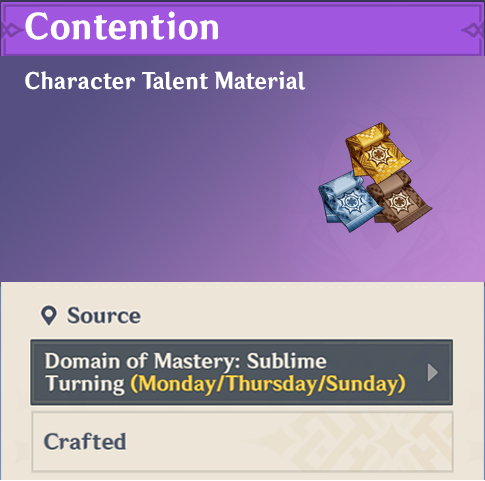 Contention
Character Talent Material
Source
Domain of Mastery: Sublime
Turning (Monday/Thursday/Sunday)
Crafted